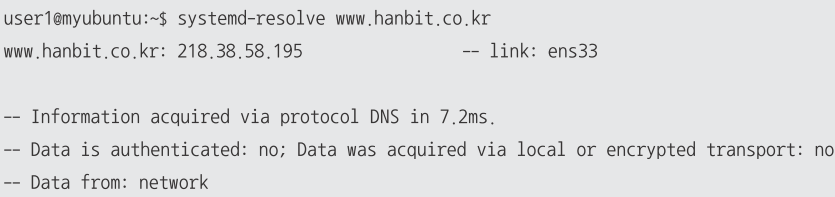 user1@myubuntu:~$ systemd-resolve www.hanbit.co.kr
www.hanbit.co.kr: 218.38.58.195 -- link: ens33
-- Information acquired via protocol DNS in 7.2ms.
-- Data is authenticated: no; Data was acquired via local or encrypted transport: no
-- Data from: network